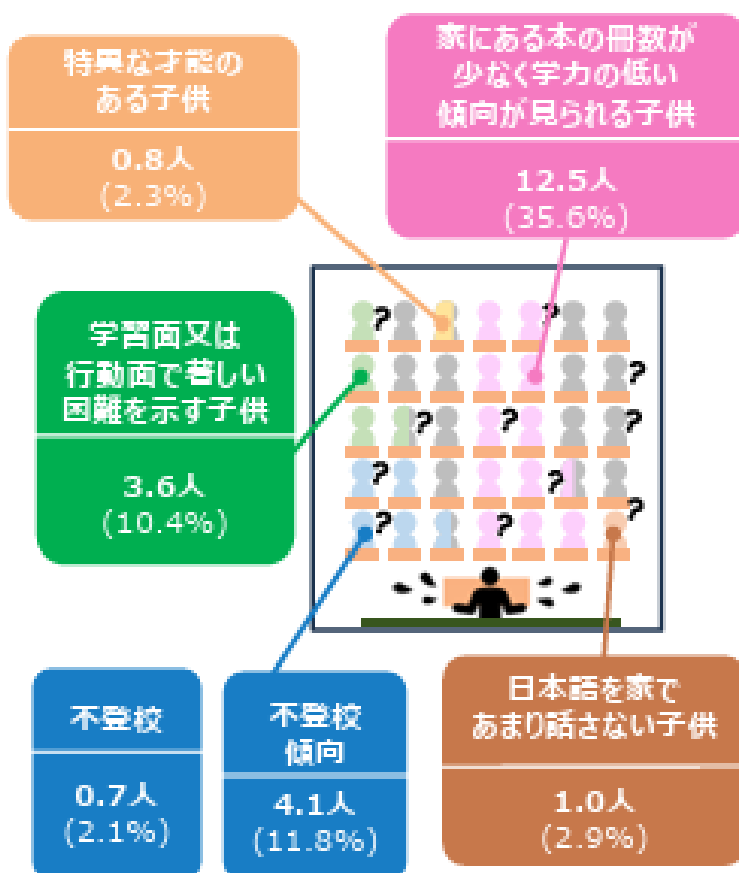 特異な才能の
ある子供
0.8人
(2.3%)
家にある本の冊数が
少なく学力の低い
傾向が見られる子供
12.5人
(35.6%)
学習面又は
行動面で著しい
困難を示す子供
3.6人
(10.4%)
?
?
?
?
?
?
?
?
?
?
?
?
不登校
0.7人
(2.1%)
不登校
傾向
4.1人
(11.8%)
日本語を家で
あまり話さない子供
1.0人
(2.9%)